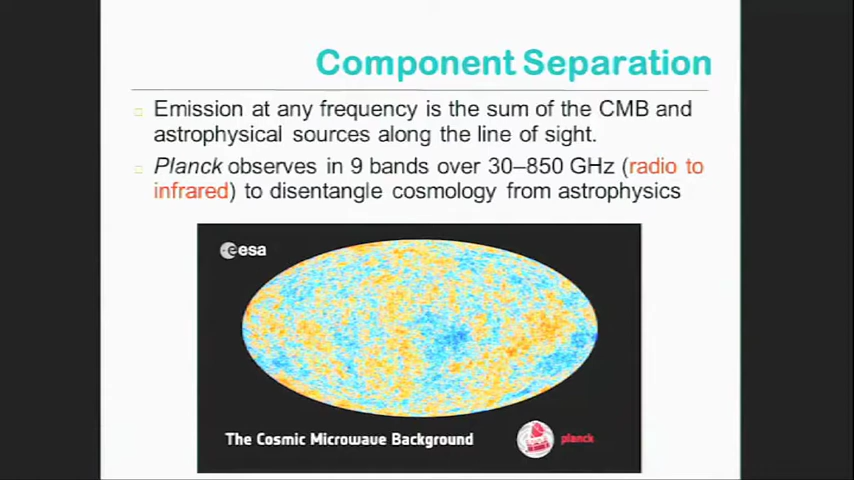 Component Separation
Emission at any frequency is the sum of the CMB and
astrophysical sources along the line of sight.
Planck observes in 9 bands over 30–850 GHz (radio to
infrared) to disentangle cosmology from astrophysics
esa
The Cosmic Microwave Background
planck